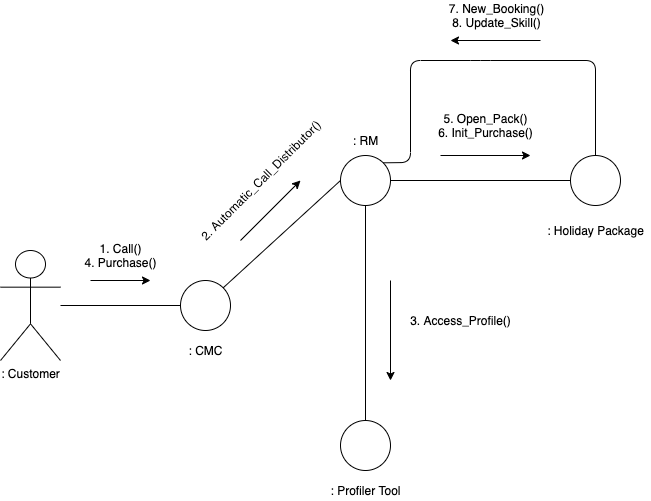 7. New_Booking()
8. Update_Skill()
5. Open_Pack()
6. Init_Purchase()
: RM
2. Automatic_Call_Distributor()
: Holiday Package
1. Call()
4. Purchase()
3. Access_Profile()
: CMC
: Customer
: Profiler Tool